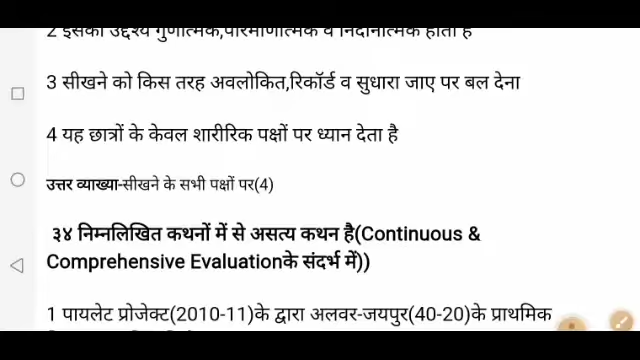 2 इसका उद्देश्य गुणात्मक,परिमाणात्मक व निदानात्मक होता है
3 सीखने को किस तरह अवलोकित,रिकॉर्ड व सुधारा जाए पर बल देना
4 यह छात्रों के केवल शारीरिक पक्षों पर ध्यान देता है
उत्तर व्याख्या-सीखने के सभी पक्षों पर(4)
३४ निम्नलिखित कथनों में से असत्य कथन है(Continuous &
Comprehensive Evaluationके संदर्भ में))
1 पायलेट प्रोजेक्ट(2010-11)के द्वारा अलवर-जयपुर(40-20)के प्राथमिक